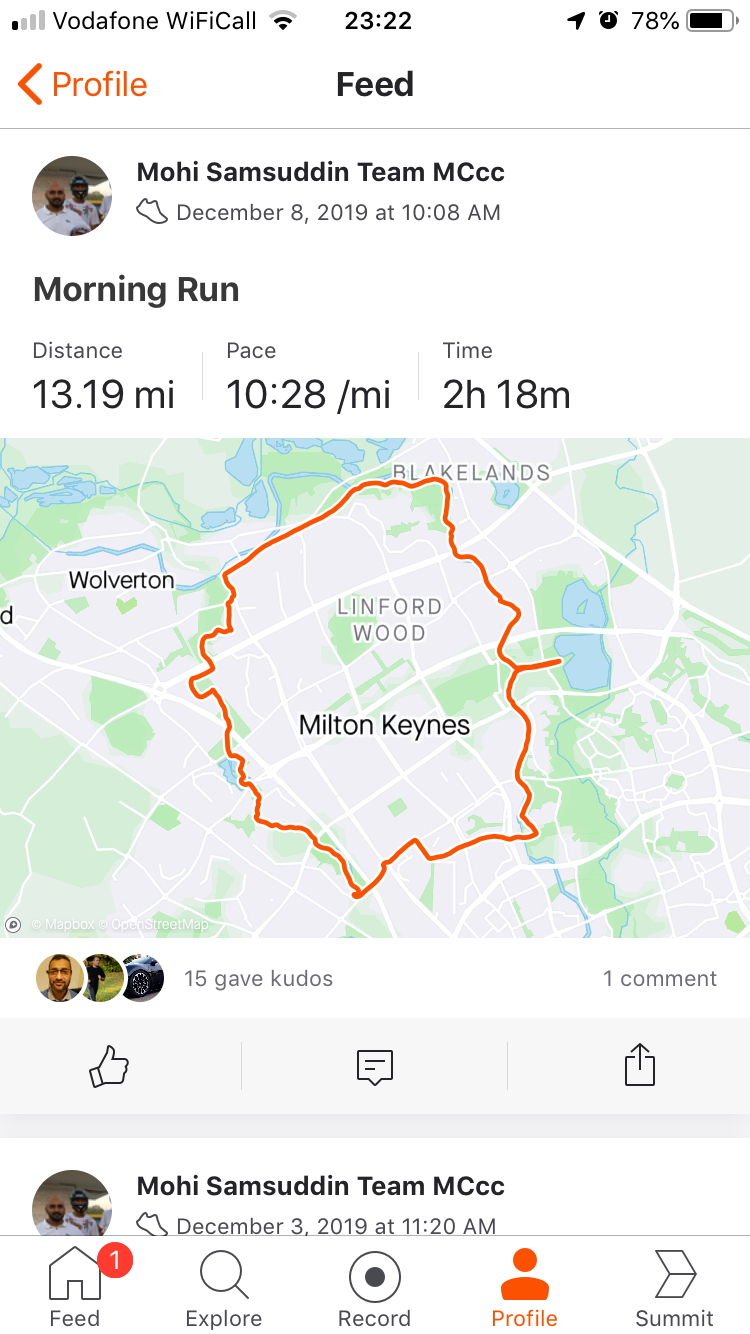 Vodafone WiFiCall 23:22 78%
Profile Feed
Mohi Samsuddin Team MCcc
December 8, 2019 at 10:08 AM
Morning Run
Distance Pace Time
13.19 mi 10:28 /mi 2h 18m
BLAKELANDS
Wolverton
LINFORD
WOOD
d
Milton Keynes
© Mapbox © OpenStreetMap
15 gave kudos 1 comment
Mohi Samsuddin Team MCcc
December 3, 2019 at 11:20 AM
1
Feed Explore Record Profile Summit